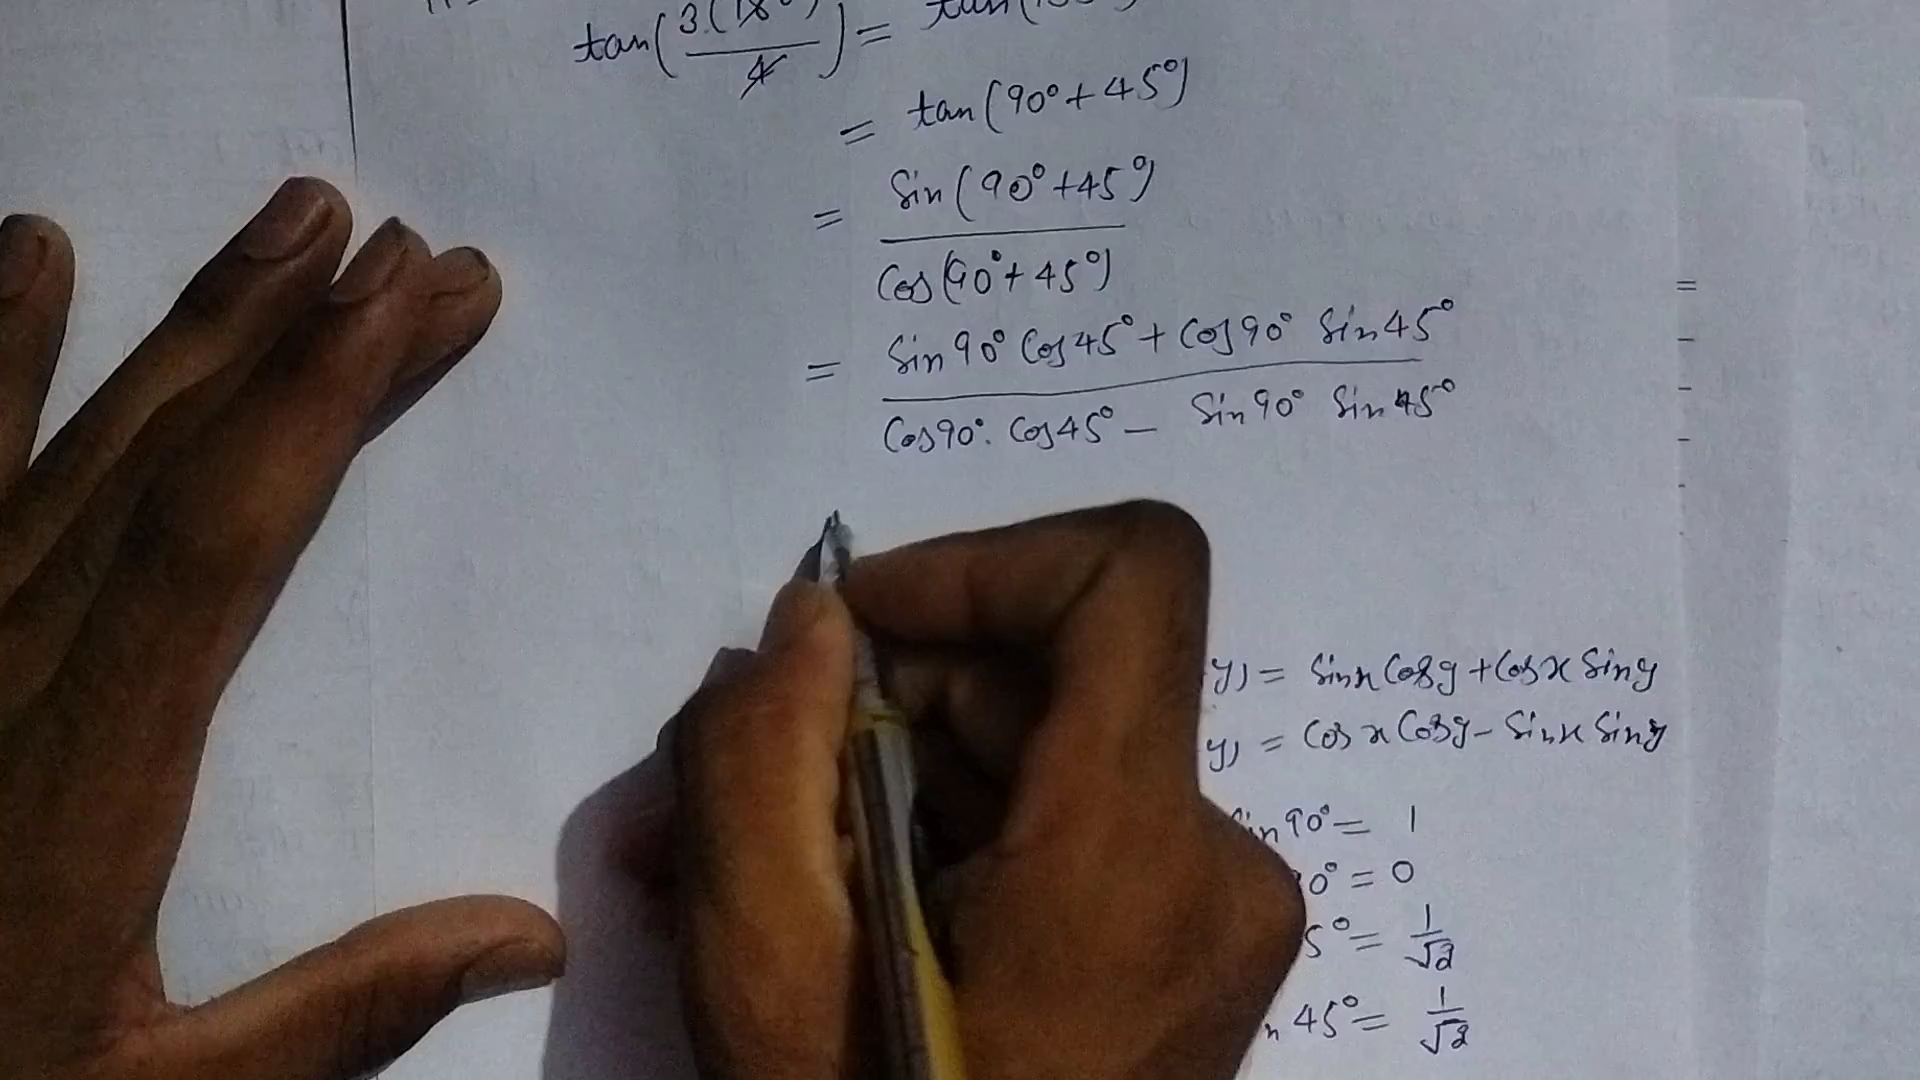 tan(3.(180°)/4) =
= tan(90°+45°)
= sin(90°+45°)
cos(90°+45°)
= sin90° cos45° + cos90° sin45°
cos90°. cos45° - sin90° sin45°
y) = sinx cosy + cosx siny
y) = cosx cosy - sinx siny
90° = 1
0° = 0
5° = 1/√2
45° = 1/√2